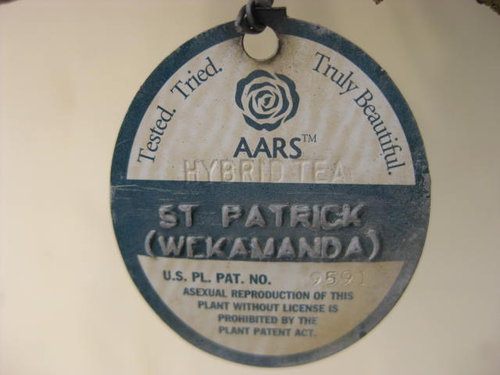 Tested. Tried.
Truly Beautiful.
AARS™
HYBRID TEA
ST PATRICK
(WEKAMANDA)
U.S. PL. PAT. NO. 9591
ASEXUAL REPRODUCTION OF THIS
PLANT WITHOUT LICENSE IS
PROHIBITED BY THE
PLANT PATENT ACT.